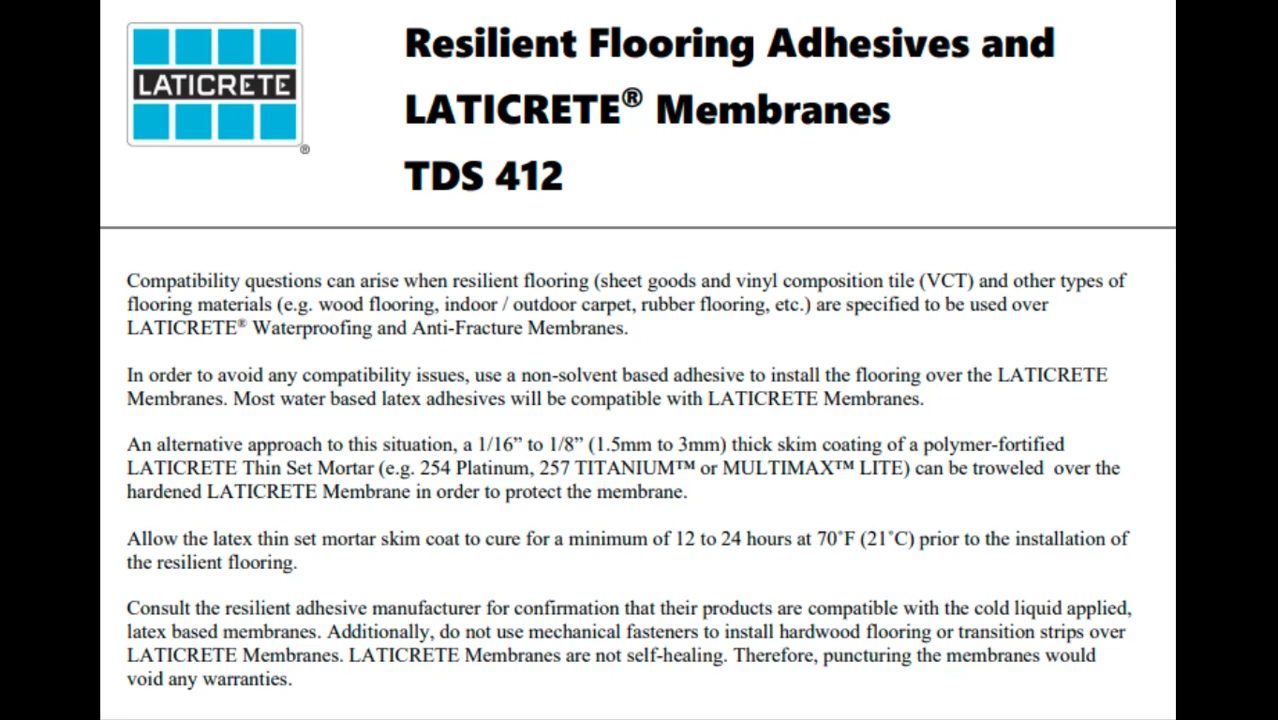 LATICRETE
®
Resilient Flooring Adhesives and
LATICRETE® Membranes
TDS 412
Compatibility questions can arise when resilient flooring (sheet goods and vinyl composition tile (VCT) and other types of
flooring materials (e.g. wood flooring, indoor / outdoor carpet, rubber flooring, etc.) are specified to be used over
LATICRETE® Waterproofing and Anti-Fracture Membranes.
In order to avoid any compatibility issues, use a non-solvent based adhesive to install the flooring over the LATICRETE
Membranes. Most water based latex adhesives will be compatible with LATICRETE Membranes.
An alternative approach to this situation, a 1/16” to 1/8” (1.5mm to 3mm) thick skim coating of a polymer-fortified
LATICRETE Thin Set Mortar (e.g. 254 Platinum, 257 TITANIUM™ or MULTIMAX™ LITE) can be troweled over the
hardened LATICRETE Membrane in order to protect the membrane.
Allow the latex thin set mortar skim coat to cure for a minimum of 12 to 24 hours at 70˚F (21˚C) prior to the installation of
the resilient flooring.
Consult the resilient adhesive manufacturer for confirmation that their products are compatible with the cold liquid applied,
latex based membranes. Additionally, do not use mechanical fasteners to install hardwood flooring or transition strips over
LATICRETE Membranes. LATICRETE Membranes are not self-healing. Therefore, puncturing the membranes would
void any warranties.